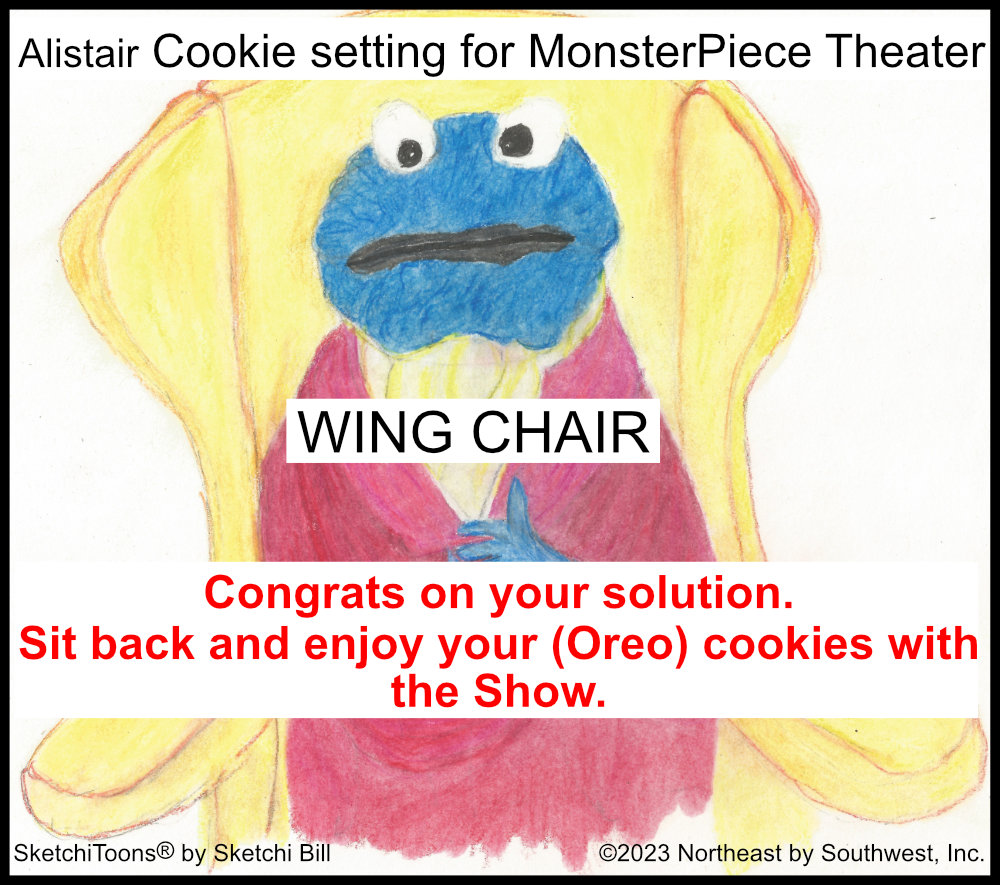 Alistair Cookie setting for MonsterPiece Theater
WING CHAIR
Congrats on your solution.
Sit back and enjoy your (Oreo) cookies with
the Show.
SketchiToons® by Sketchi Bill
©2023 Northeast by Southwest, Inc.